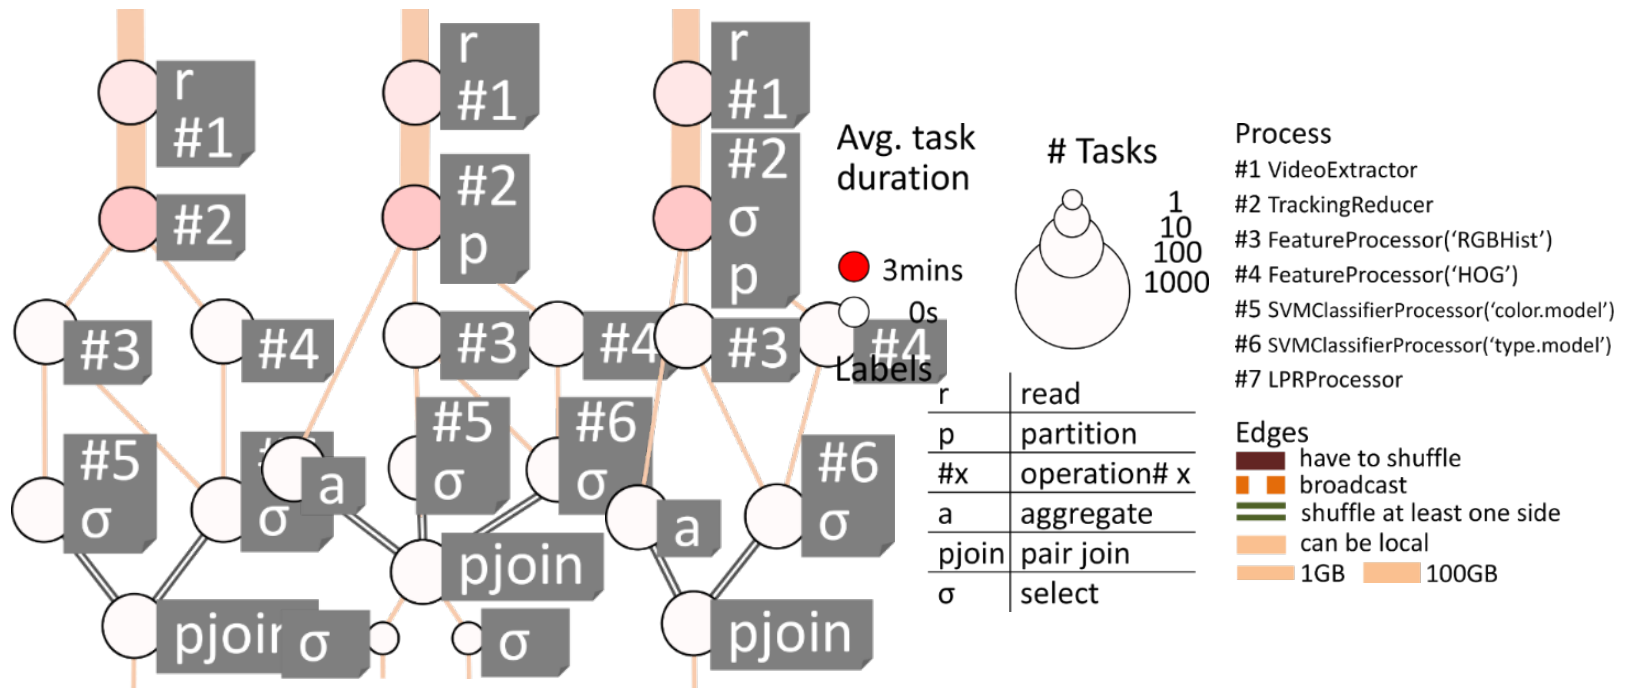 r
#1
#2
#3
#4
#5
σ
σ
pjoin
r
#1
#2
p
#3
#4
a
#5
σ
#6
σ
pjoin
σ
σ
r
#1
#2
σ
p
#3
#4
a
#6
σ
pjoin
Avg. task
duration
3mins
0s
# Tasks
1
10
100
1000
Labels
r read
p partition
#x operation# x
a aggregate
pjoin pair join
σ select
Process
#1 VideoExtractor
#2 TrackingReducer
#3 FeatureProcessor(‘RGBHist’)
#4 FeatureProcessor(‘HOG’)
#5 SVMClassifierProcessor(‘color.model’)
#6 SVMClassifierProcessor(‘type.model’)
#7 LPRProcessor
Edges
have to shuffle
broadcast
shuffle at least one side
can be local
1GB 100GB